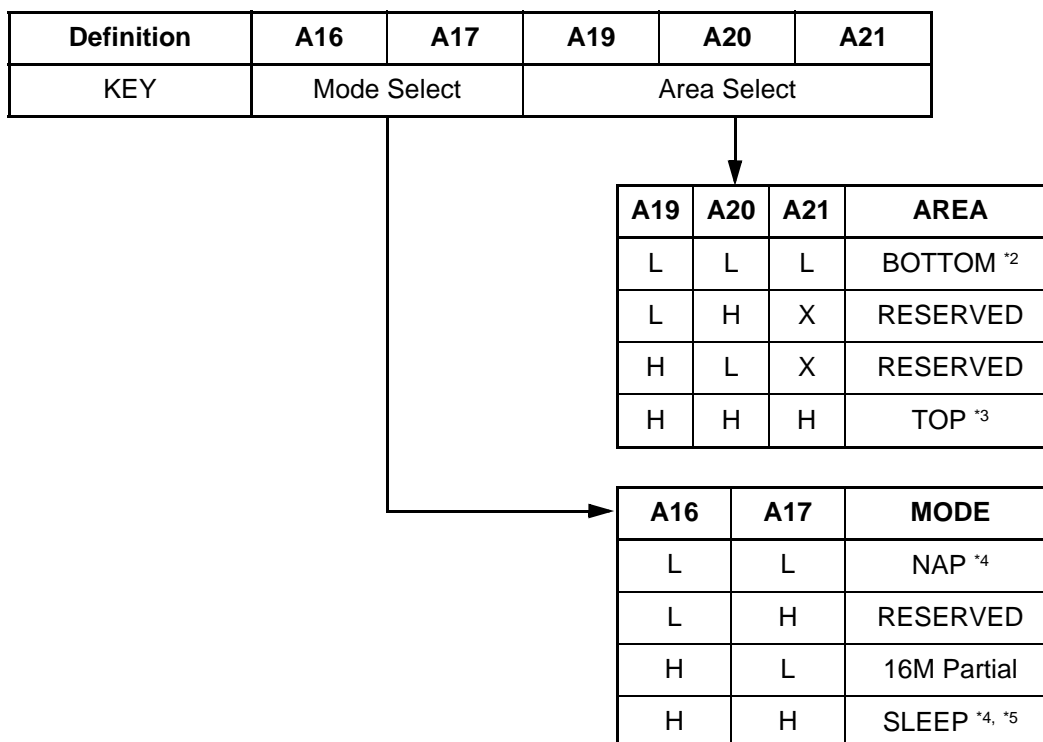 Definition A16 A17 A19 A20 A21
KEY Mode Select Area Select
A19 A20 A21 AREA
L L L BOTTOM *2
L H X RESERVED
H L X RESERVED
H H H TOP *3
A16 A17 MODE
L L NAP *4
L H RESERVED
H L 16M Partial
H H SLEEP *4, *5